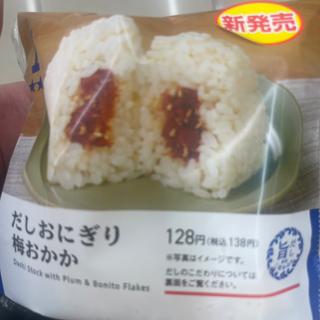 新発売
だしおにぎり
梅おかか
Dashi Stock with Plum & Bonito Flakes
128円(税込138円)
※写真はイメージです。
だしのこだわりについては
裏面をご覧ください。
旨